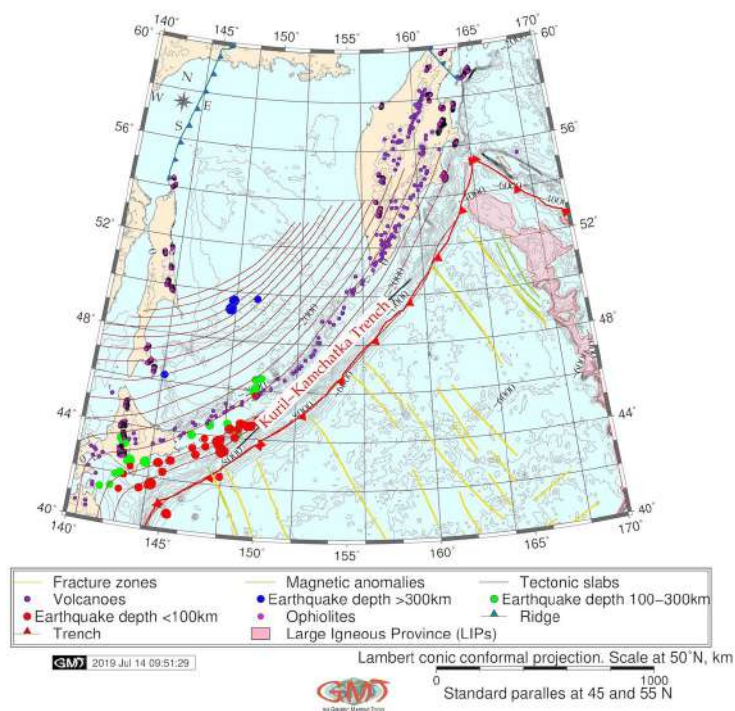 140° 145° 150° 155° 160° 165° 170°
60° 60°
N
W E
S
56° 56°
52° 52°
48° 48°
44° 44°
40° 40°
Kuril–Kamchatka Trench
140° 145° 150° 155° 160° 165° 170°
Fracture zones Magnetic anomalies Tectonic slabs
Volcanoes Earthquake depth >300km Earthquake depth 100–300km
Earthquake depth <100km Ophiolites Ridge
Trench Large Igneous Province (LIPs)
GMT 2019 Jul 14 09:51:29
Lambert conic conformal projection. Scale at 50°N, km
0 1000
Standard paralles at 45 and 55 N
GMT